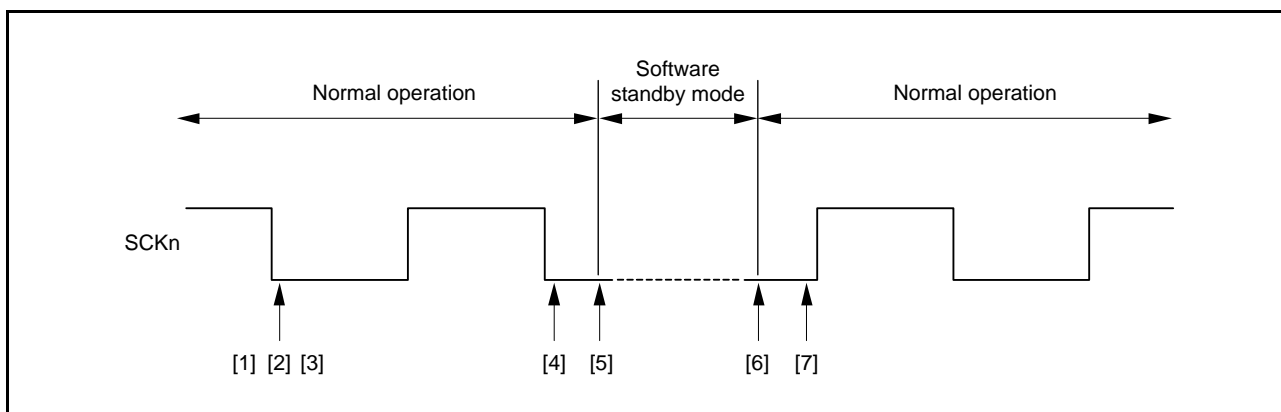 Software
standby mode
Normal operation
Normal operation
SCKn
[1] [2] [3]
[4]
[5]
[6]
[7]